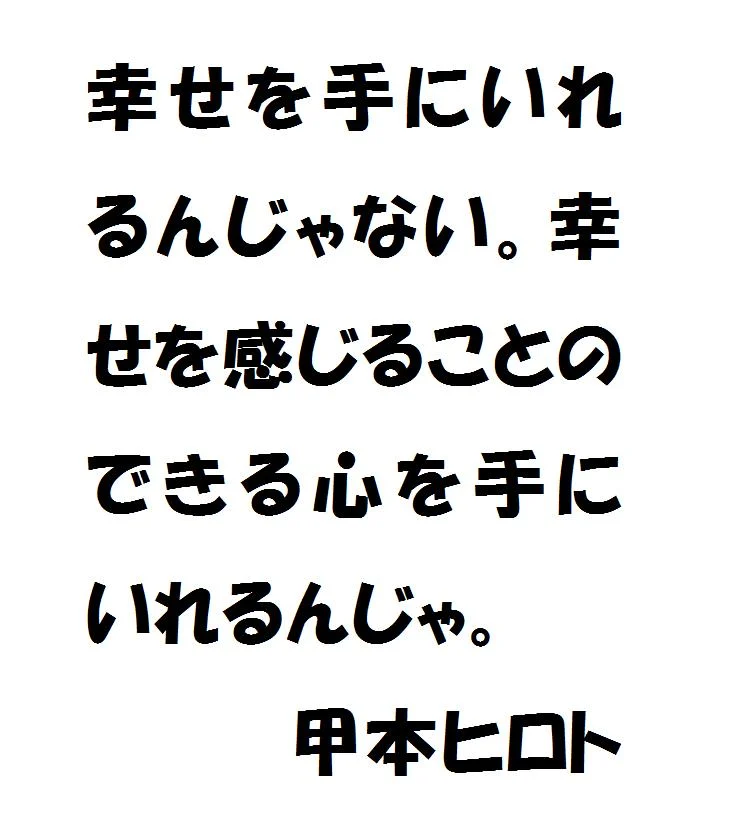 幸せを手にいれ
るんじゃない。幸
せを感じることの
できる心を手に
いれるんじゃ。
甲本ヒロト